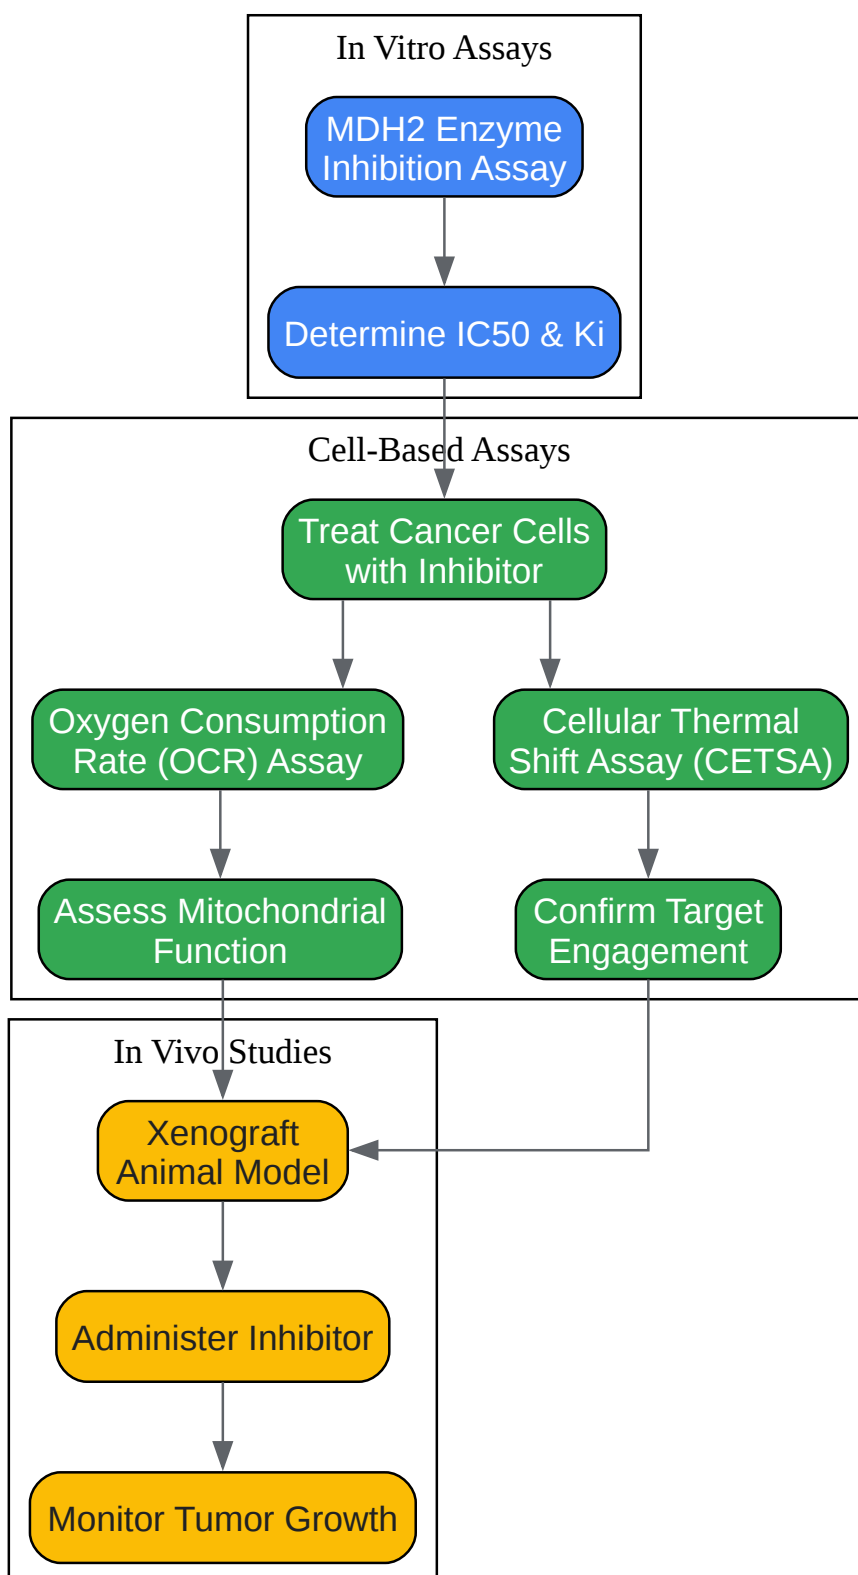 In Vitro Assays
MDH2 Enzyme
Inhibition Assay
Determine IC50 & Ki
Cell-Based Assays
Treat Cancer Cells
with Inhibitor
Oxygen Consumption
Rate (OCR) Assay
Cellular Thermal
Shift Assay (CETSA)
Assess Mitochondrial
Function
Confirm Target
Engagement
In Vivo Studies
Xenograft
Animal Model
Administer Inhibitor
Monitor Tumor Growth